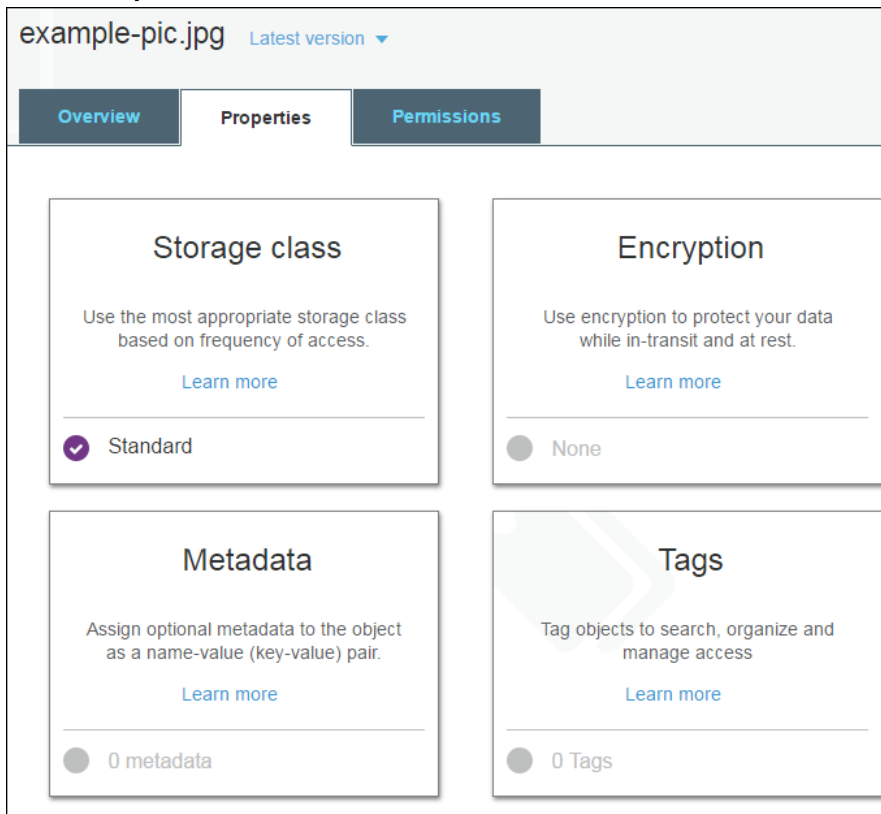 example-pic.jpg Latest version
Overview Properties Permissions
Storage class
Use the most appropriate storage class
based on frequency of access.
Learn more
Standard
Encryption
Use encryption to protect your data
while in-transit and at rest.
Learn more
None
Metadata
Assign optional metadata to the object
as a name-value (key-value) pair.
Learn more
0 metadata
Tags
Tag objects to search, organize and
manage access
Learn more
0 Tags